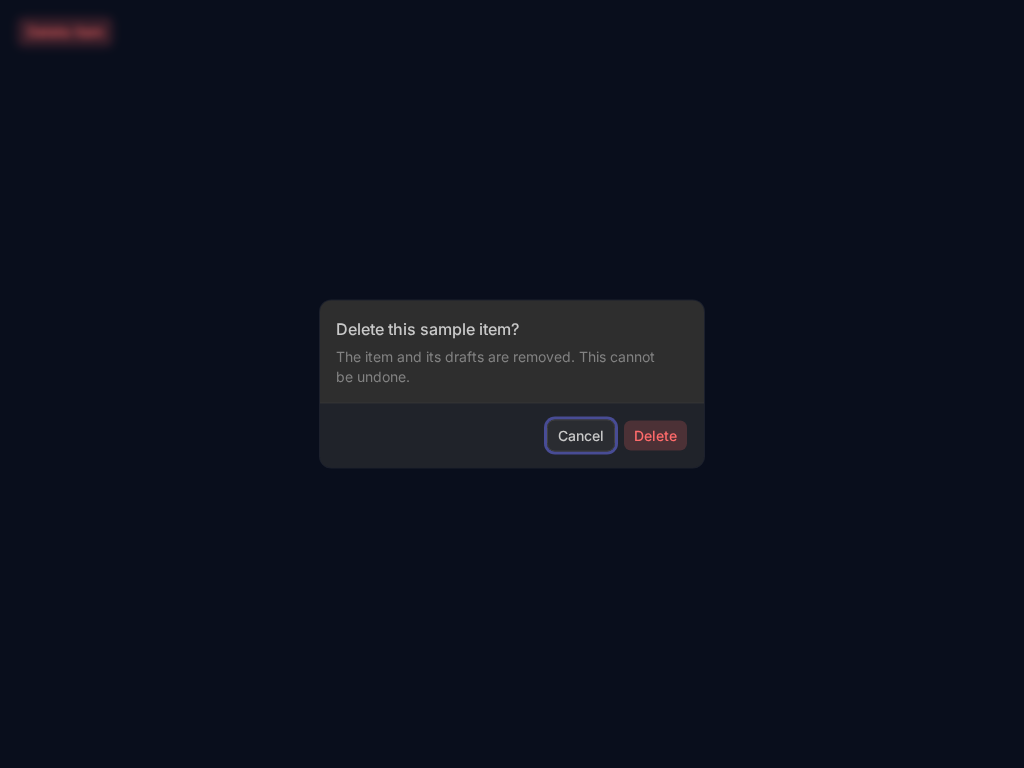 Delete this sample item?
The item and its drafts are removed. This cannot
be undone.
Cancel
Delete